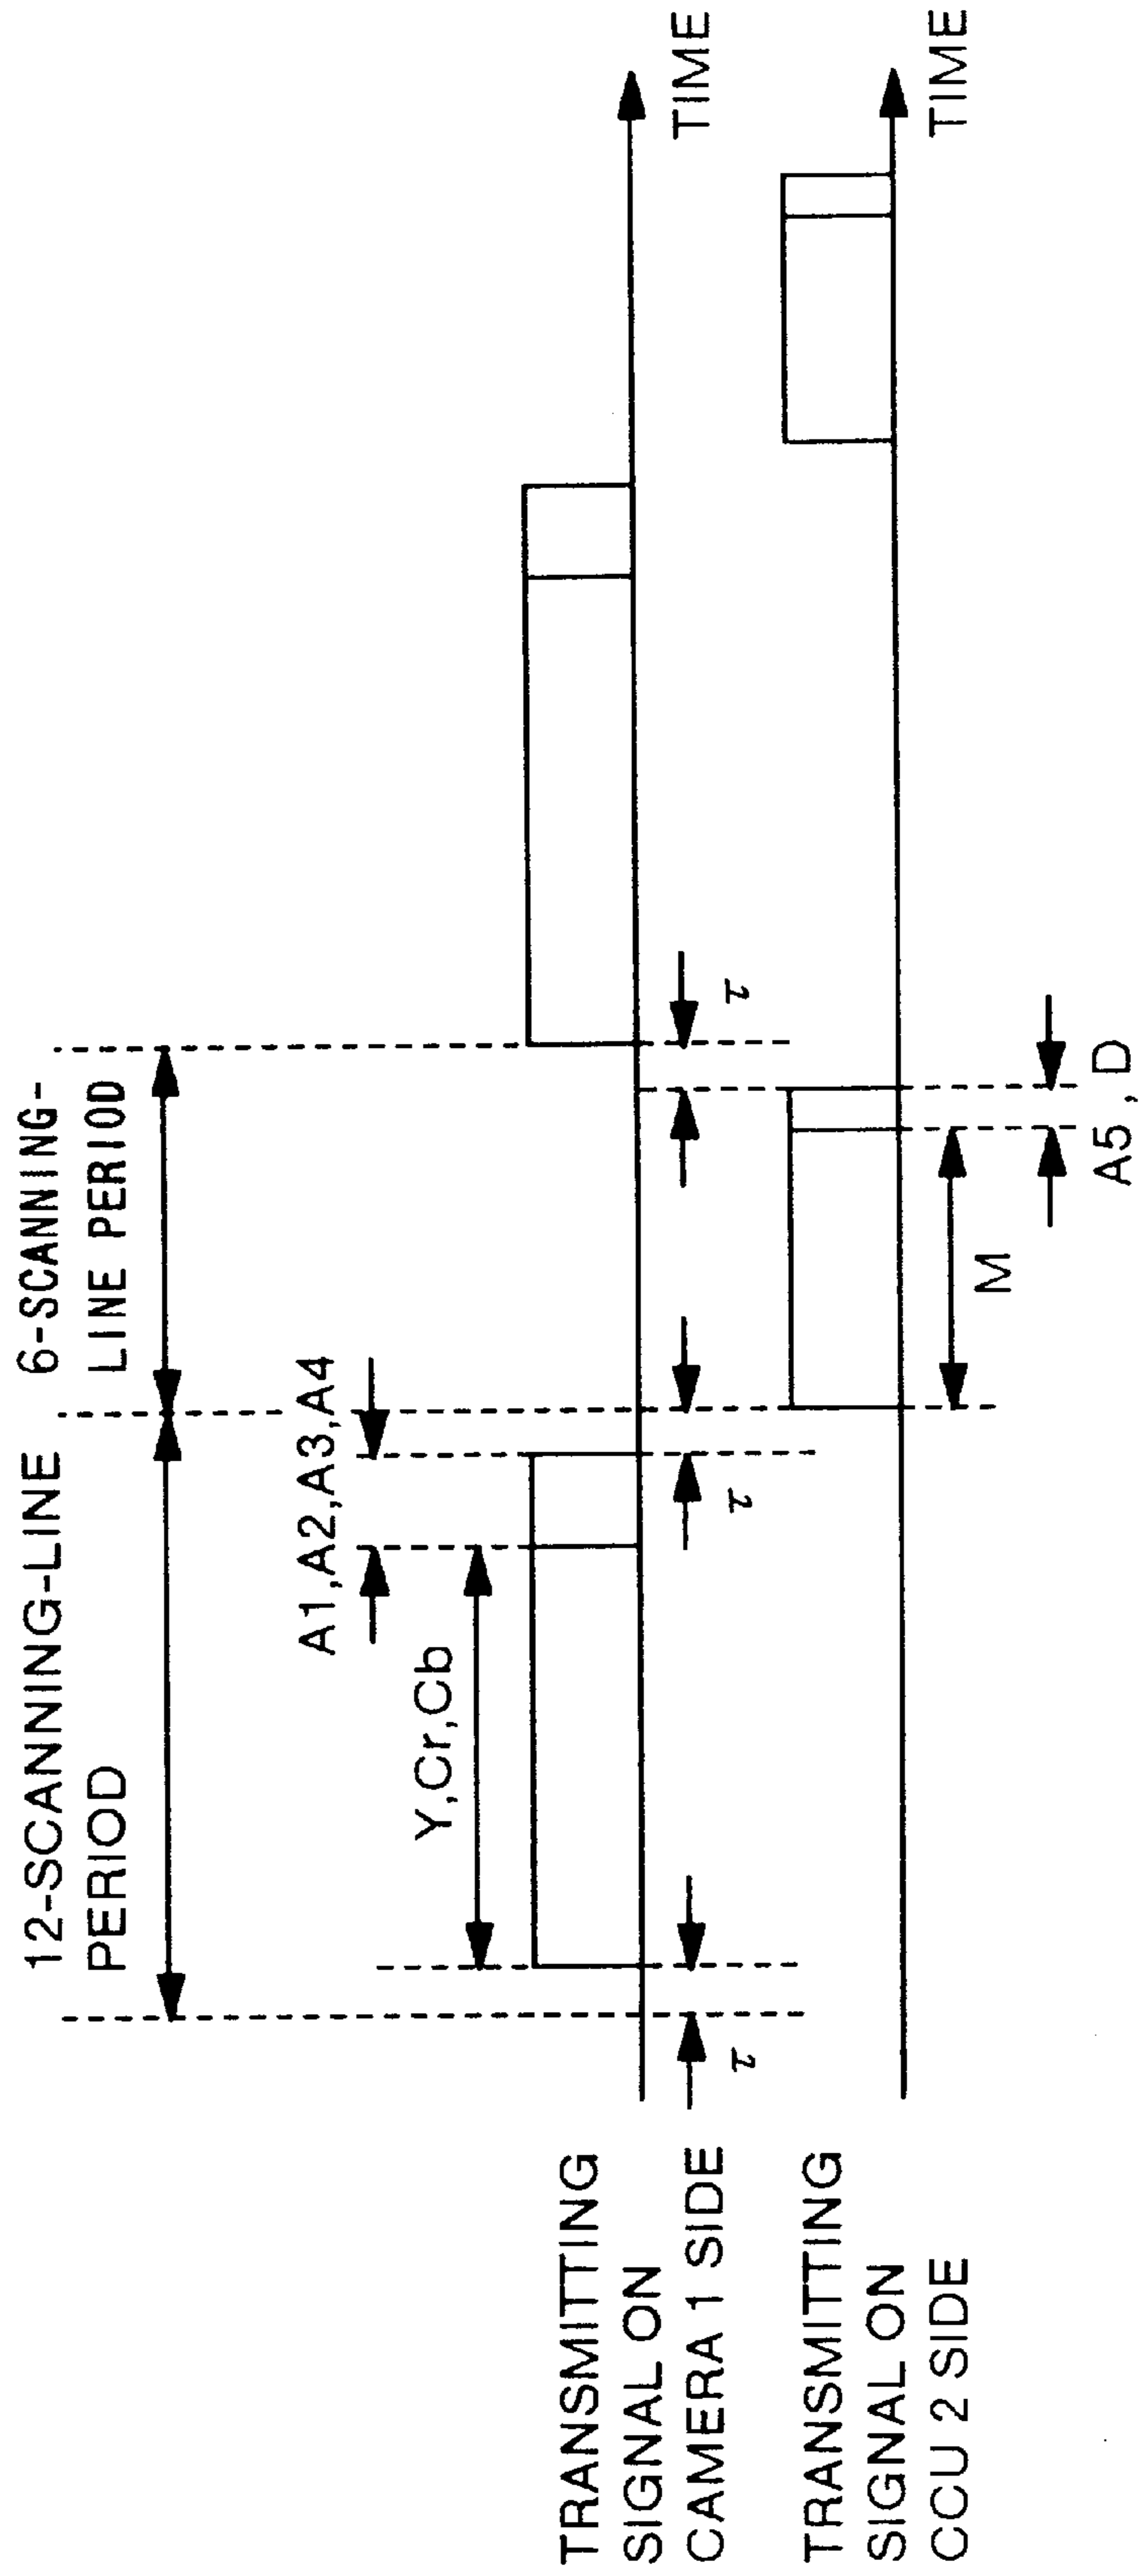 12-SCANNING-LINE
PERIOD
6-SCANNING-
LINE PERIOD
A1,A2,A3,A4
Y,Cr,Cb
TRANSMITTING
SIGNAL ON
CAMERA 1 SIDE
τ
τ
τ
TIME
TRANSMITTING
SIGNAL ON
CCU 2 SIDE
M
A5 , D
TIME